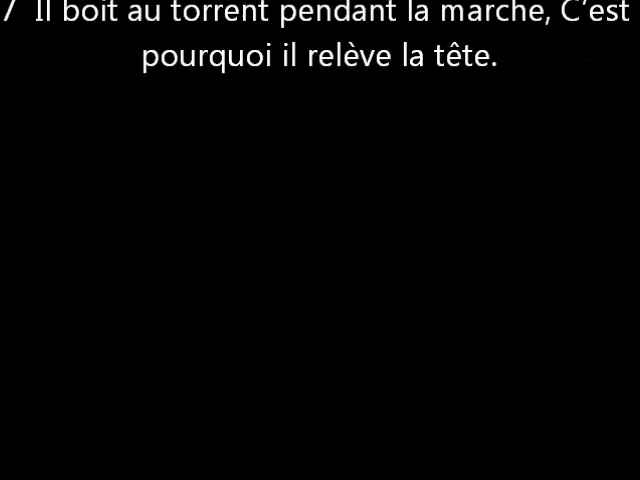 7 Il boit au torrent pendant la marche, C’est
pourquoi il relève la tête.